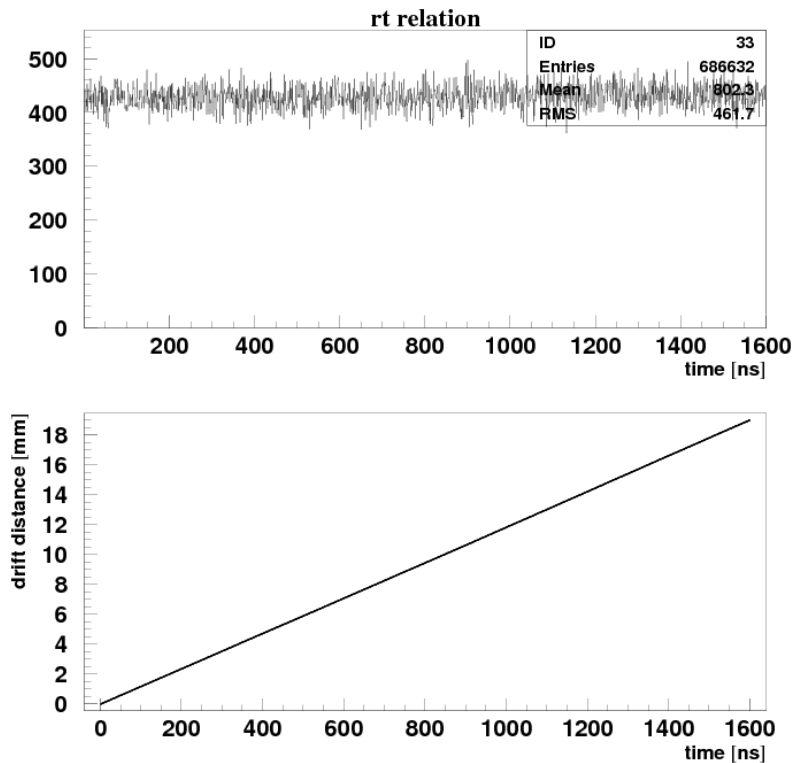 rt relation
ID 33
Entries 686632
Mean 802.3
RMS 461.7
500
400
300
200
100
0
200 400 600 800 1000 1200 1400 1600
time [ns]
drift distance [mm]
18
16
14
12
10
8
6
4
2
0
0 200 400 600 800 1000 1200 1400 1600
time [ns]